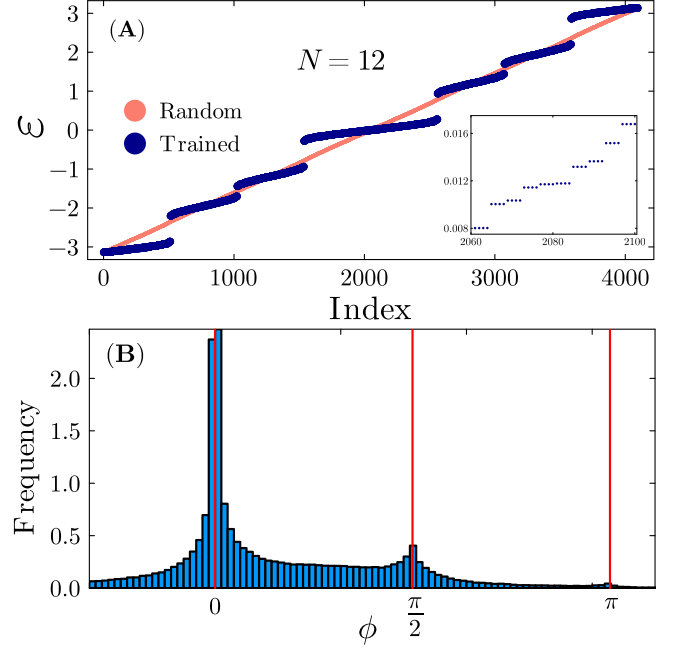 (A)
N = 12
Random
Trained
ℰ
3
2
1
0
−1
−2
−3
0.016
0.012
0.008
2060
2080
2100
0
1000
2000
3000
4000
Index
(B)
Frequency
2.0
1.5
1.0
0.5
0.0
0
π/2
π
ϕ